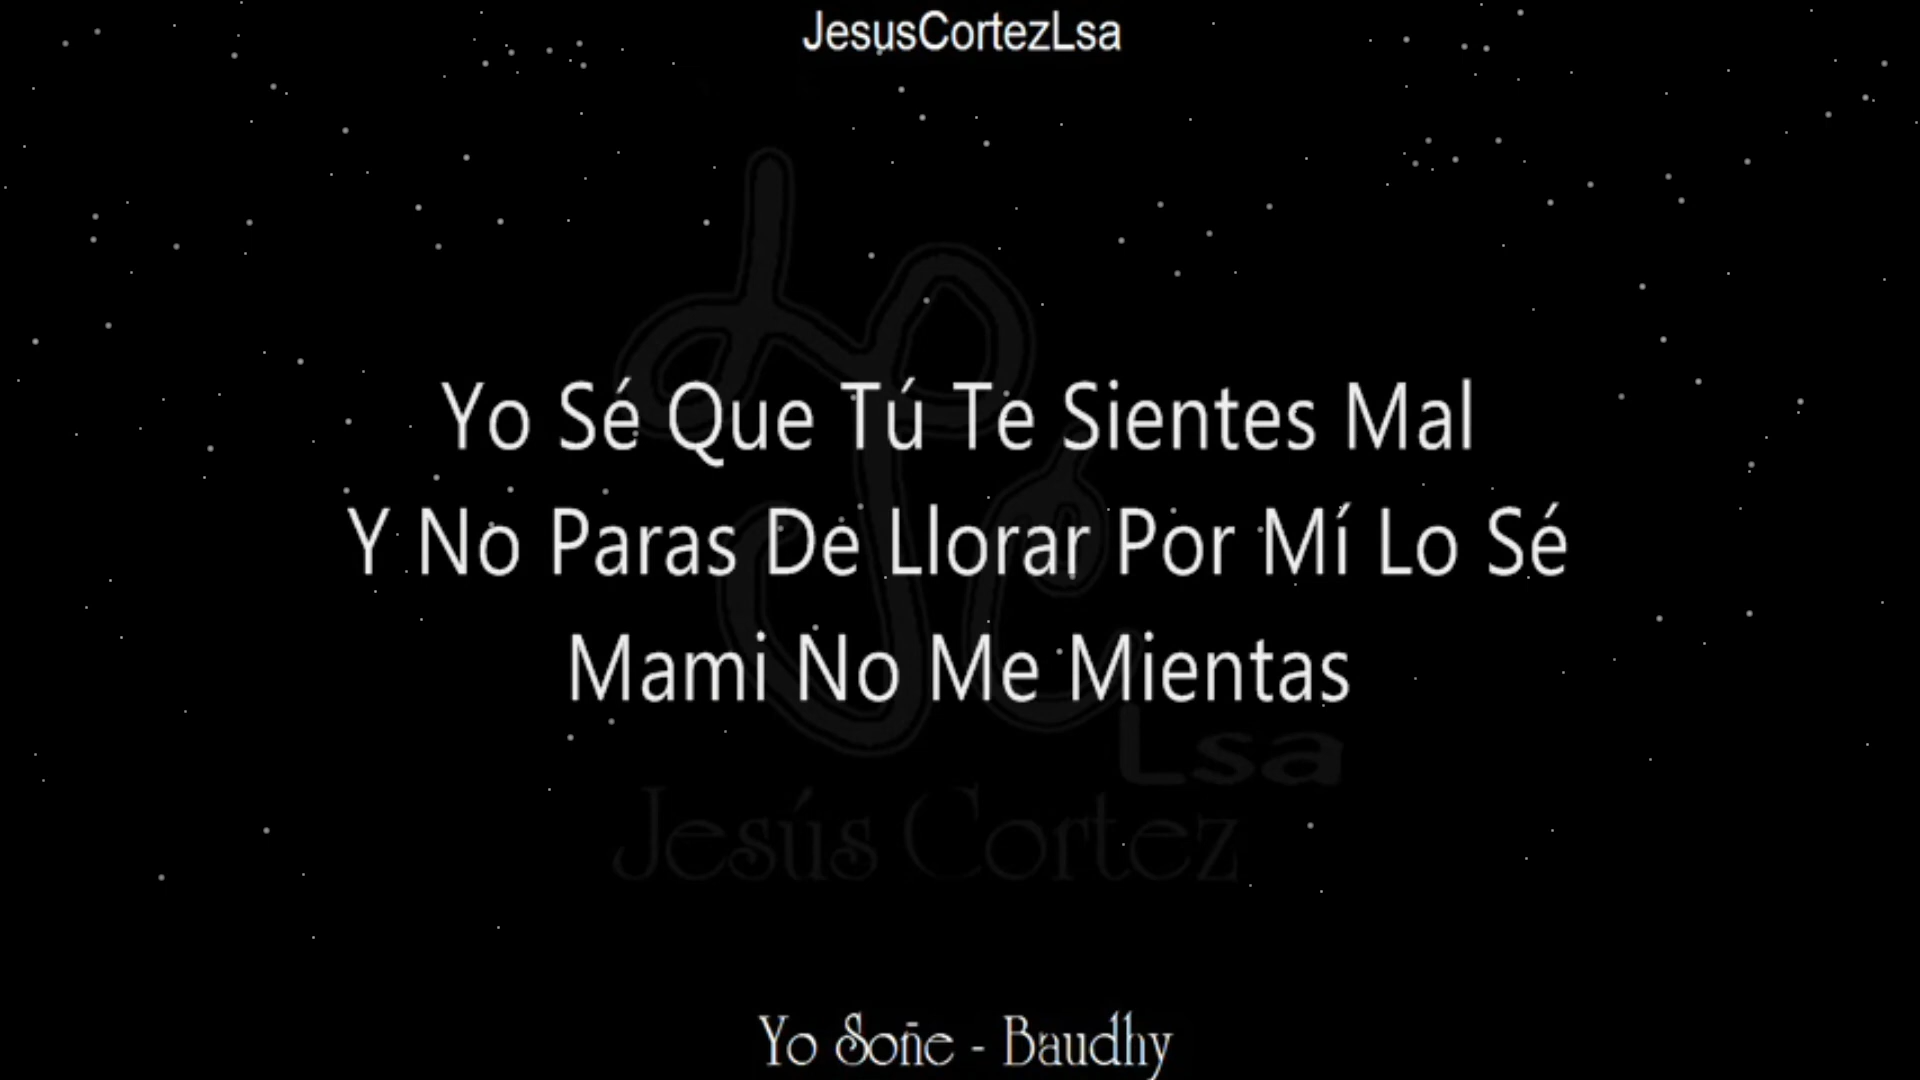 JesusCortezLsa
Yo Sé Que Tú Te Sientes Mal
Y No Paras De Llorar Por Mí Lo Sé
Mami No Me Mientas
Lsa
Jesús Cortez
Yo Soñe - Baudhy